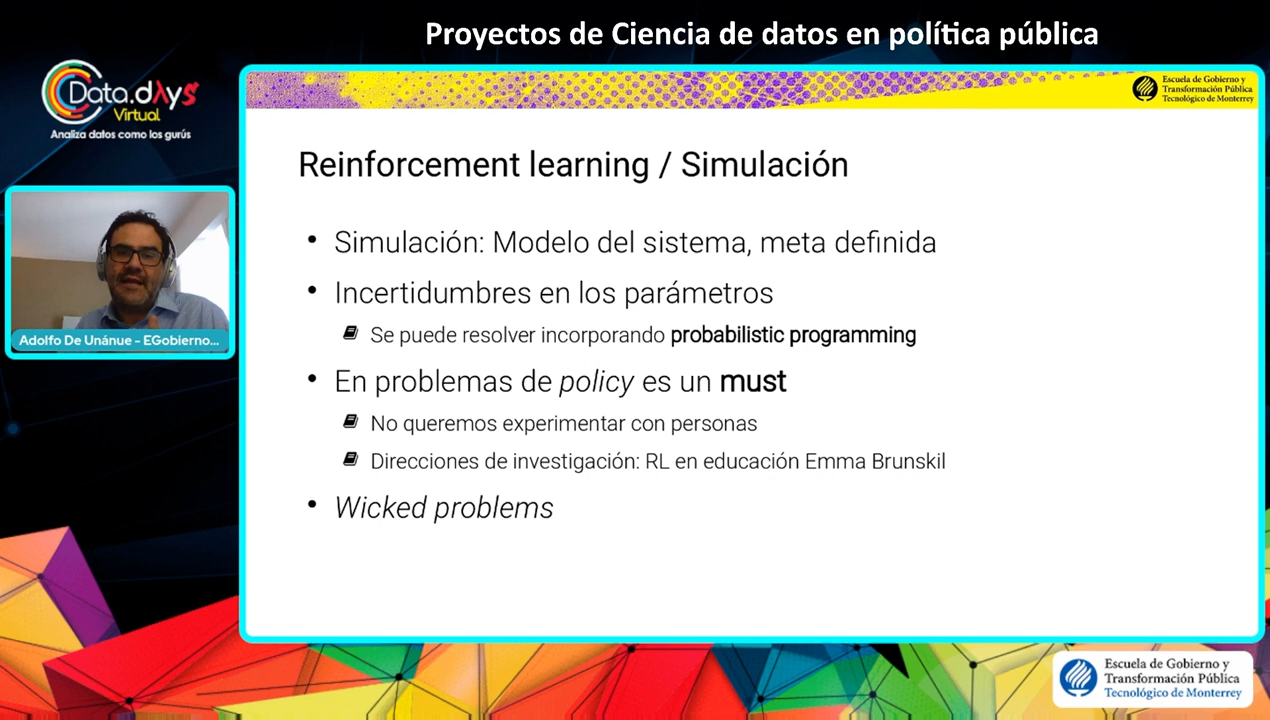 Proyectos de Ciencia de datos en política pública
Data.dAys
Virtual
Analiza datos como los gurús
Escuela de Gobierno y
Transformación Pública
Tecnológico de Monterrey
Reinforcement learning / Simulación
Simulación: Modelo del sistema, meta definida
Incertidumbres en los parámetros
Se puede resolver incorporando probabilistic programming
En problemas de policy es un must
No queremos experimentar con personas
Direcciones de investigación: RL en educación Emma Brunskil
Wicked problems
Adolfo De Unánue - EGobierno...
Escuela de Gobierno y
Transformación Pública
Tecnológico de Monterrey